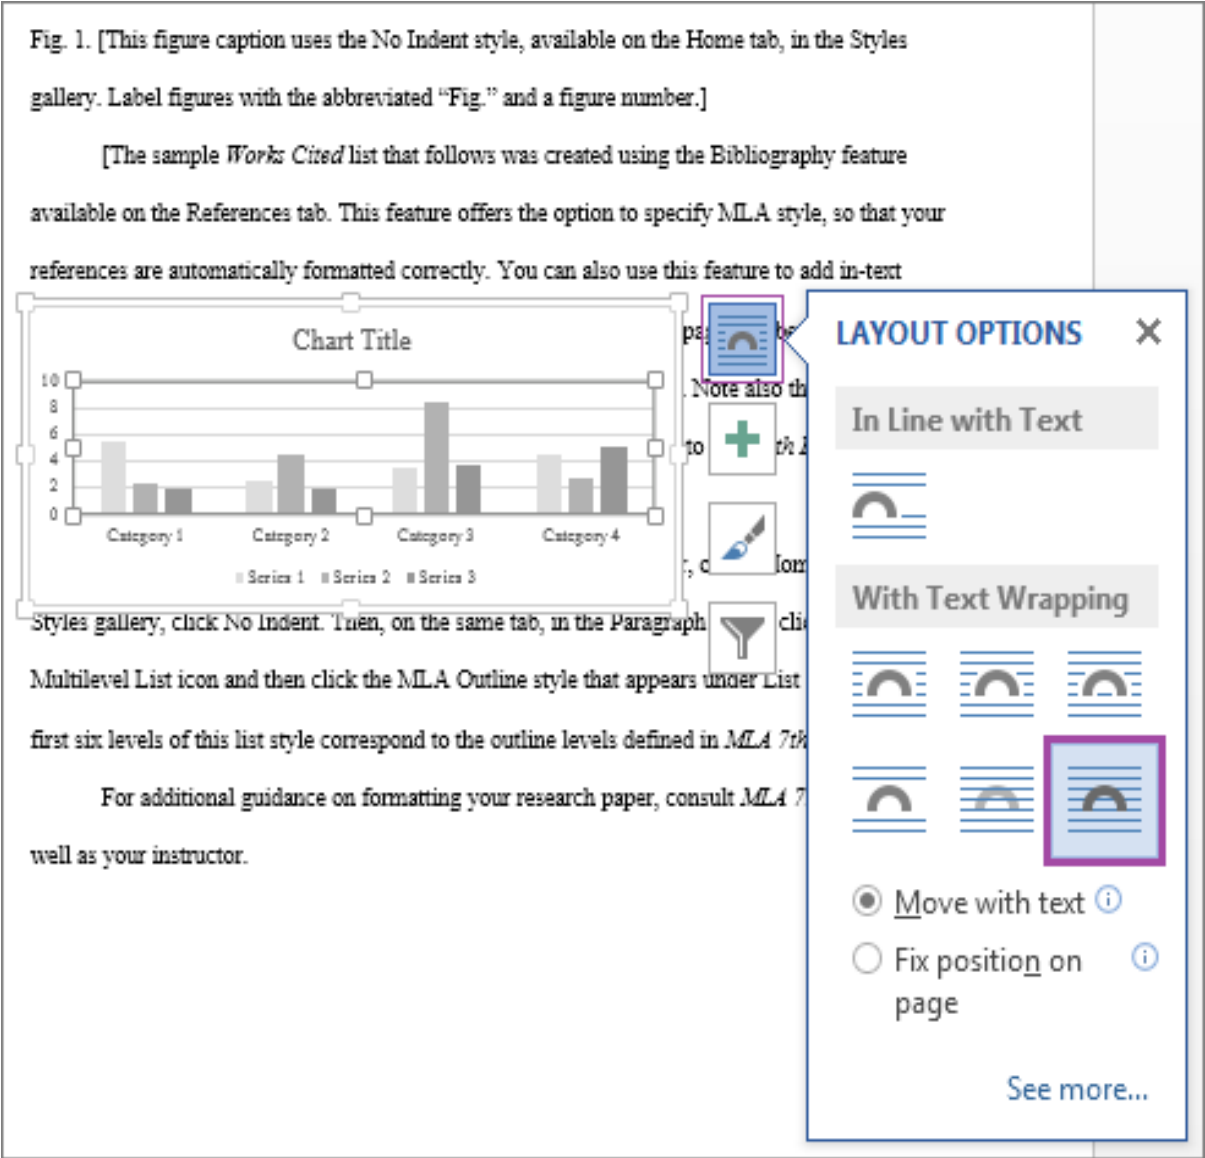 Fig. 1. [This figure caption uses the No Indent style, available on the Home tab, in the Styles
gallery. Label figures with the abbreviated “Fig.” and a figure number.]
[The sample Works Cited list that follows was created using the Bibliography feature
available on the References tab. This feature offers the option to specify MLA style, so that your
references are automatically formatted correctly. You can also use this feature to add in-text
. Note also th
to
Styles gallery, click No Indent. Then, on the same tab, in the Paragraph cli
Multilevel List icon and then click the MLA Outline style that appears under List
first six levels of this list style correspond to the outline levels defined in MLA 7th
For additional guidance on formatting your research paper, consult MLA 7
well as your instructor.
Chart Title
10
8
6
4
2
0
Category 1 Category 2 Category 3 Category 4
Series 1 Series 2 Series 3
LAYOUT OPTIONS
In Line with Text
With Text Wrapping
Move with text
Fix position on
page
See more...